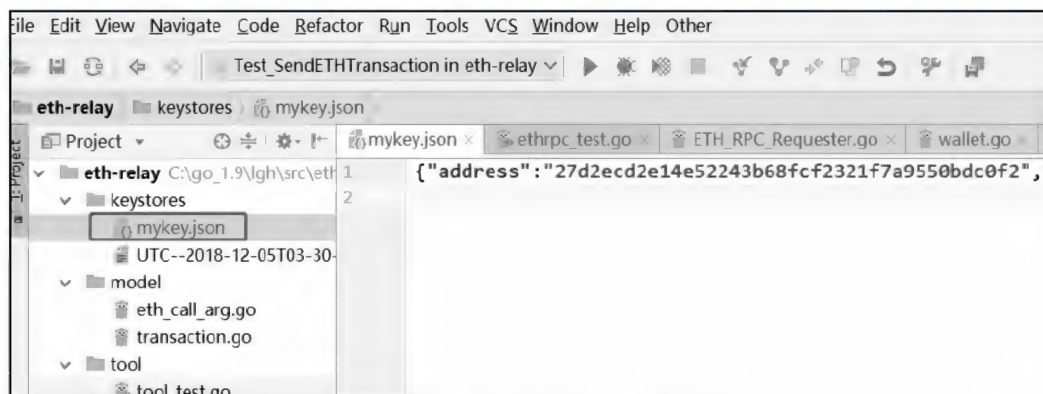 File Edit View Navigate Code Refactor Run Tools VCS Window Help Other
Test_SendETHTransaction in eth-relay
eth-relay keystores mykey.json
Project mykey.json × ethrpc_test.go × ETH_RPC_Requester.go × wallet.go
1: Project
eth-relay C:\go_1.9\lgh\src\eth 1 {"address":"27d2ecd2e14e52243b68fcf2321f7a9550bdc0f2",
keystores 2
mykey.json
UTC--2018-12-05T03-30-
model
eth_call_arg.go
transaction.go
tool
tool_test.go